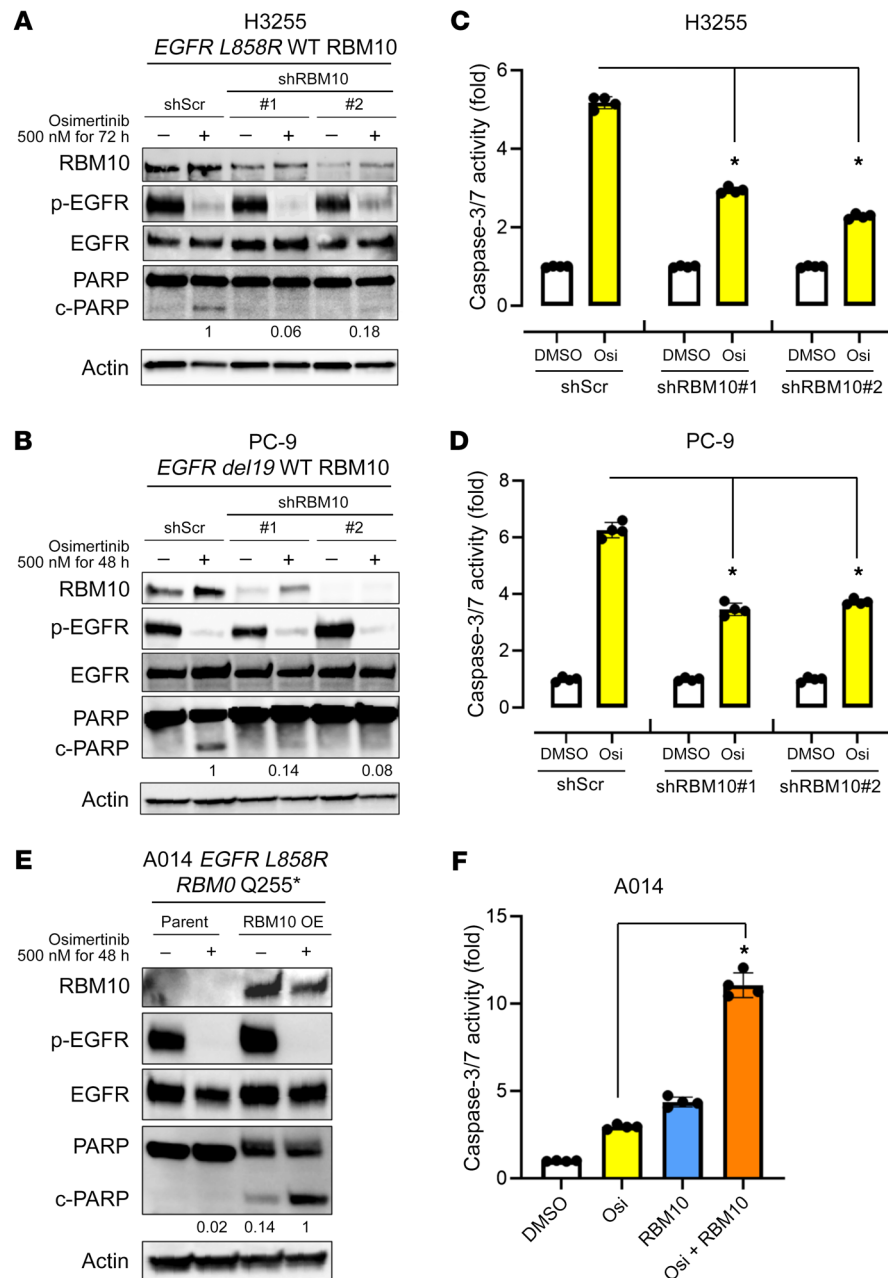 A
H3255
EGFR L858R WT RBM10
shRBM10
shScr #1 #2
Osimertinib
500 nM for 72 h − + − + − +
RBM10
p-EGFR
EGFR
PARP
c-PARP
1 0.06 0.18
Actin
C
H3255
Caspase-3/7 activity (fold)
6
4
2
0
* *
DMSO Osi DMSO Osi DMSO Osi
shScr shRBM10#1 shRBM10#2
B
PC-9
EGFR del19 WT RBM10
shRBM10
shScr #1 #2
Osimertinib
500 nM for 48 h − + − + − +
RBM10
p-EGFR
EGFR
PARP
c-PARP
1 0.14 0.08
Actin
D
PC-9
Caspase-3/7 activity (fold)
8
6
4
2
0
* *
DMSO Osi DMSO Osi DMSO Osi
shScr shRBM10#1 shRBM10#2
E
A014 EGFR L858R
RBM0 Q255*
Parent RBM10 OE
Osimertinib
500 nM for 48 h − + − +
RBM10
p-EGFR
EGFR
PARP
c-PARP
0.02 0.14 1
Actin
F
A014
Caspase-3/7 activity (fold)
15
10
5
0
*
DMSO
Osi
RBM10
Osi + RBM10